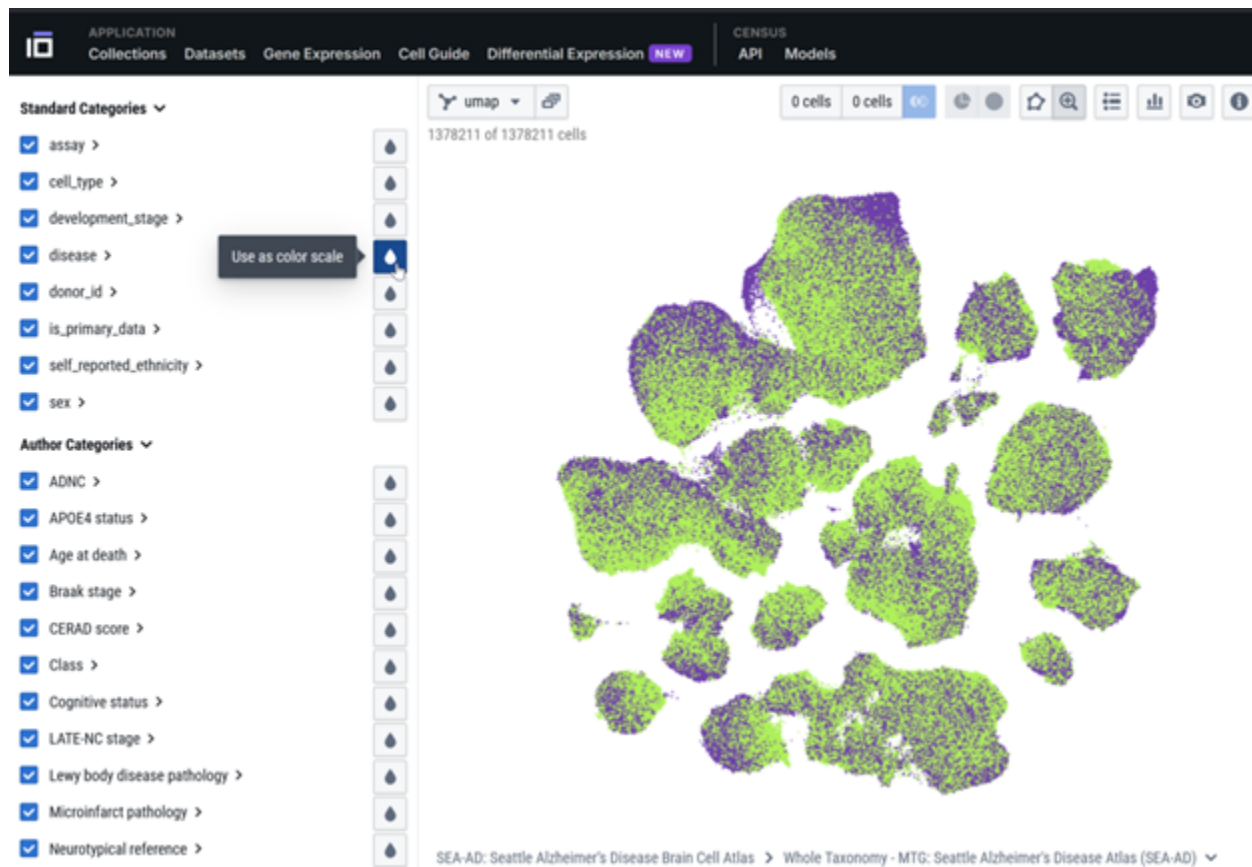 APPLICATION
Collections Datasets Gene Expression Cell Guide Differential Expression NEW
CENSUS
API Models
Standard Categories
assay
cell_type
development_stage
disease
Use as color scale
donor_id
is_primary_data
self_reported_ethnicity
sex
Author Categories
ADNC
APOE4 status
Age at death
Braak stage
CERAD score
Class
Cognitive status
LATE-NC stage
Lewy body disease pathology
Microinfarct pathology
Neurotypical reference
umap
0 cells 0 cells
1378211 of 1378211 cells
SEA-AD: Seattle Alzheimer's Disease Brain Cell Atlas > Whole Taxonomy - MTG: Seattle Alzheimer's Disease Atlas (SEA-AD)